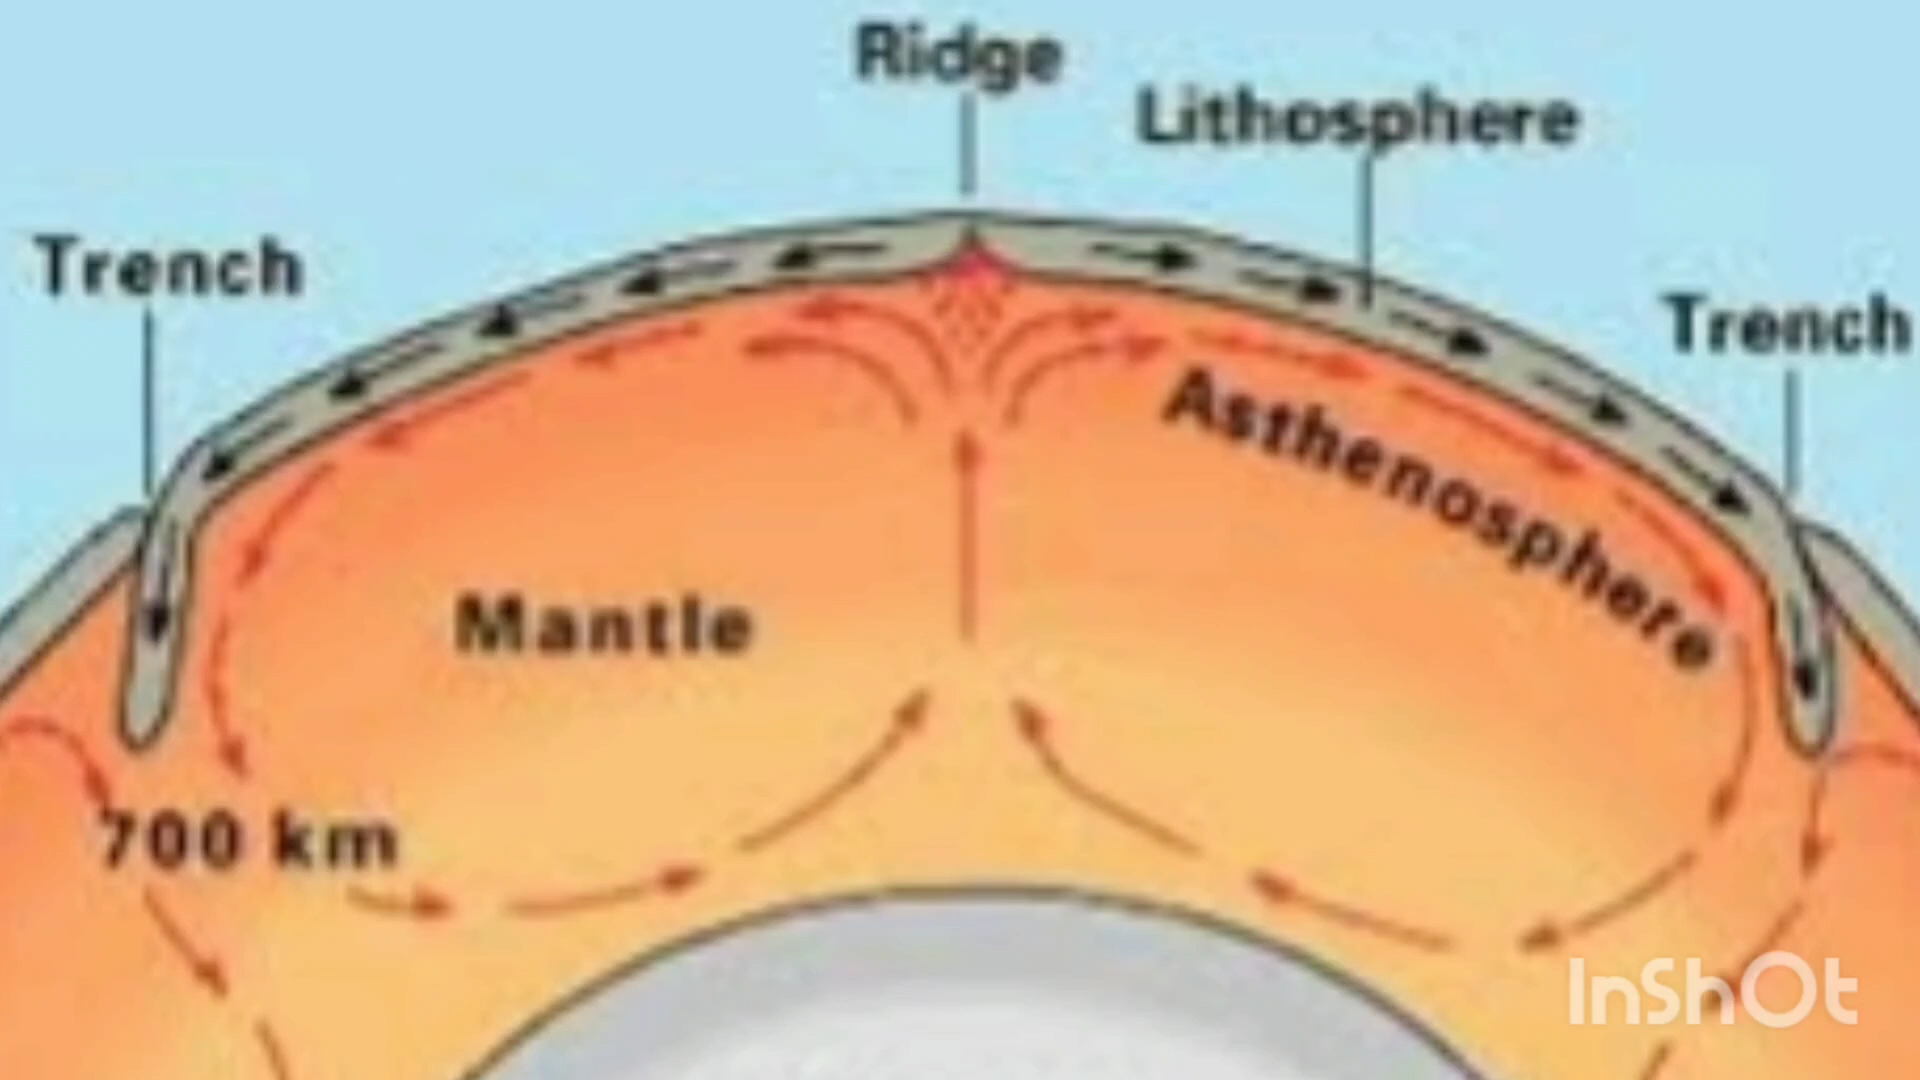 Ridge
Lithosphere
Trench
Trench
Asthenosphere
Mantle
700 km
InShOt